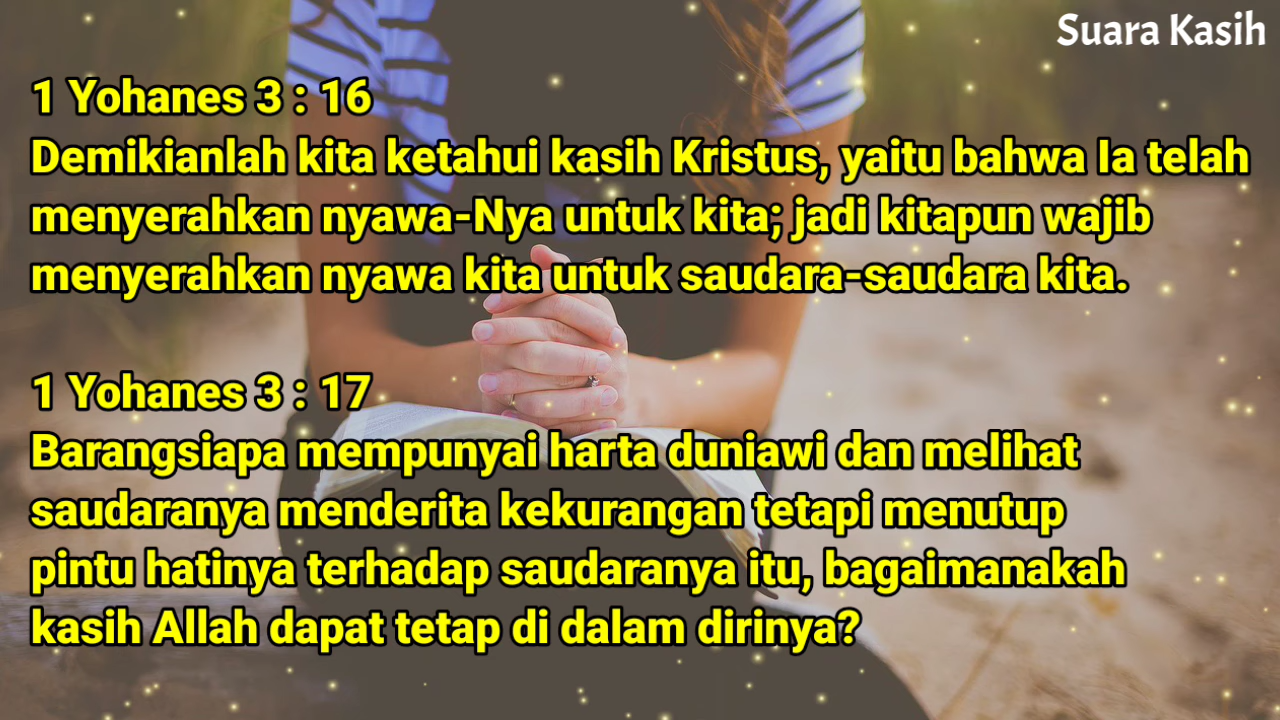 Suara Kasih
1 Yohanes 3 : 16
Demikianlah kita ketahui kasih Kristus, yaitu bahwa Ia telah
menyerahkan nyawa-Nya untuk kita; jadi kitapun wajib
menyerahkan nyawa kita untuk saudara-saudara kita.
1 Yohanes 3 : 17
Barangsiapa mempunyai harta duniawi dan melihat
saudaranya menderita kekurangan tetapi menutup
pintu hatinya terhadap saudaranya itu, bagaimanakah
kasih Allah dapat tetap di dalam dirinya?